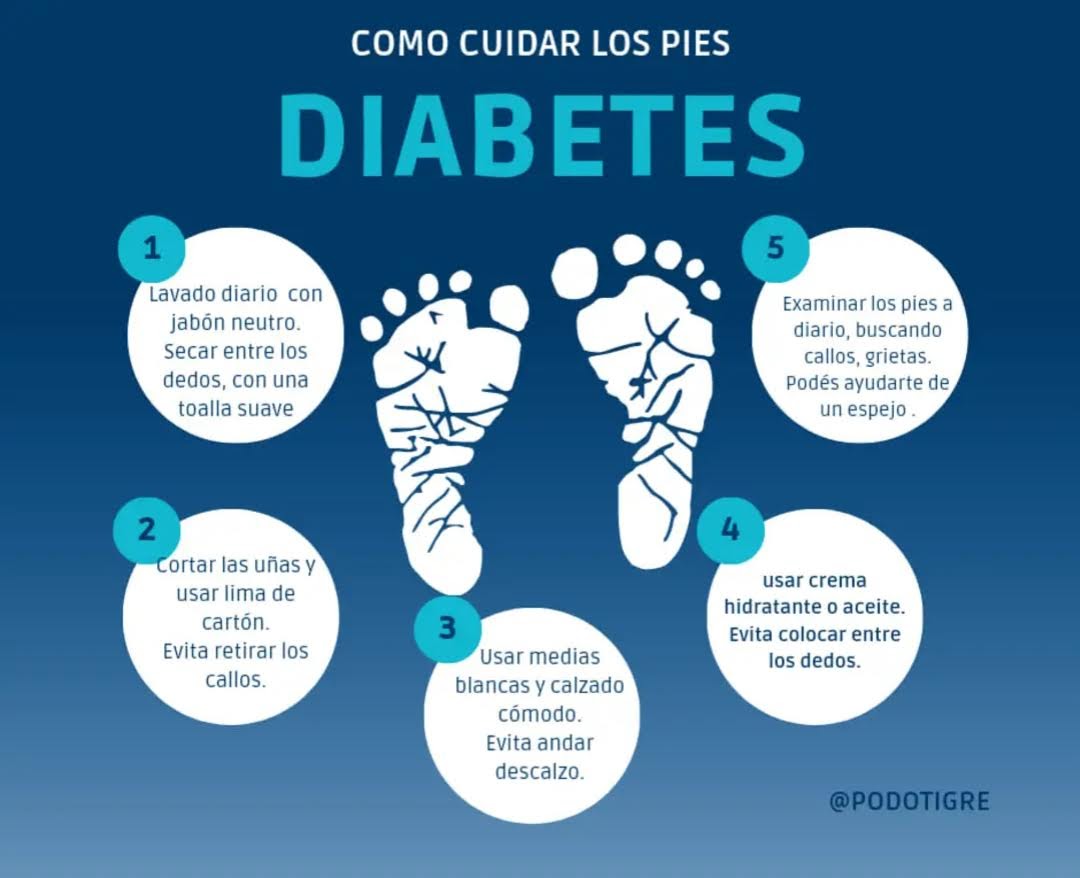 COMO CUIDAR LOS PIES
DIABETES
1
Lavado diario con
jabón neutro.
Secar entre los
dedos, con una
toalla suave
2
Cortar las uñas y
usar lima de
cartón.
Evita retirar los
callos.
3
Usar medias
blancas y calzado
cómodo.
Evita andar
descalzo.
4
usar crema
hidratante o aceite.
Evita colocar entre
los dedos.
5
Examinar los pies a
diario, buscando
callos, grietas.
Podés ayudarte de
un espejo .
@PODOTIGRE